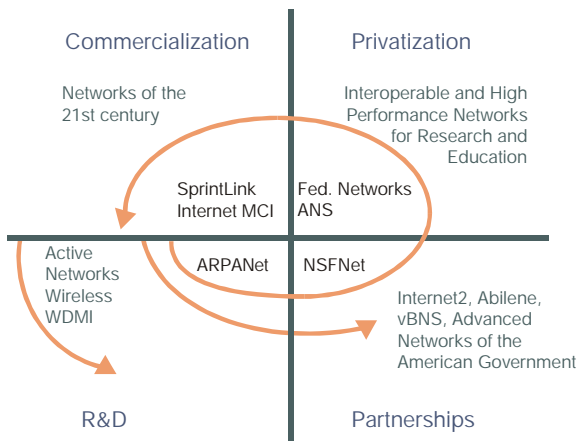 Commercialization
Privatization
Networks of the
21st century
Interoperable and High
Performance Networks
for Research and
Education
SprintLink
Internet MCI
Fed. Networks
ANS
ARPANet
NSFNet
Active
Networks
Wireless
WDMI
Internet2, Abilene,
vBNS, Advanced
Networks of the
American Government
R&D
Partnerships